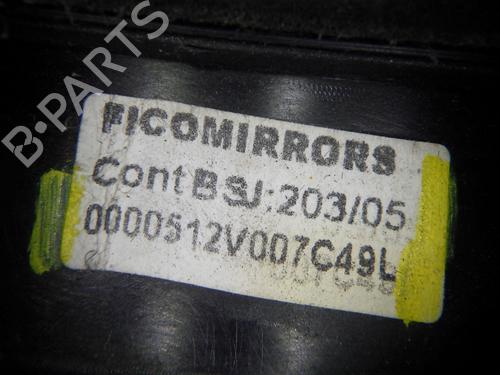 B-PARTS
FICOMIRRORS
Cont BSJ:203/05
0000512V007C49L